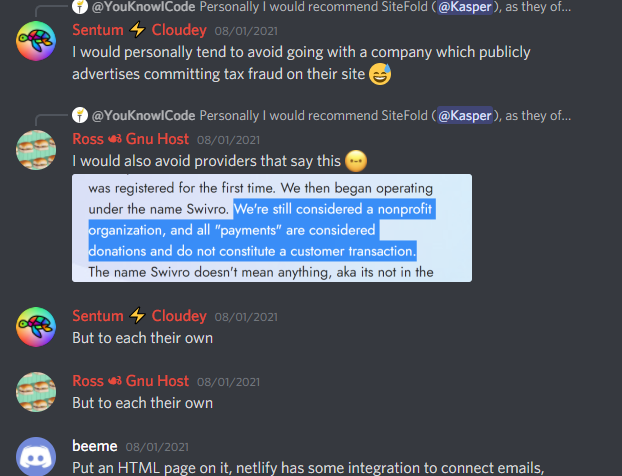 @YouKnowICode Personally I would recommend SiteFold (@Kasper), as they of...
Sentum ⚡ Cloudey 08/01/2021
I would personally tend to avoid going with a company which publicly
advertises committing tax fraud on their site 😅
@YouKnowICode Personally I would recommend SiteFold (@Kasper), as they of...
Ross Gnu Host 08/01/2021
I would also avoid providers that say this
was registered for the first time. We then began operating
under the name Swivro. We're still considered a nonprofit
organization, and all "payments" are considered
donations and do not constitute a customer transaction.
The name Swivro doesn't mean anything, aka its not in the
Sentum ⚡ Cloudey 08/01/2021
But to each their own
Ross Gnu Host 08/01/2021
But to each their own
beeme 08/01/2021
Put an HTML page on it, netlify has some integration to connect emails,